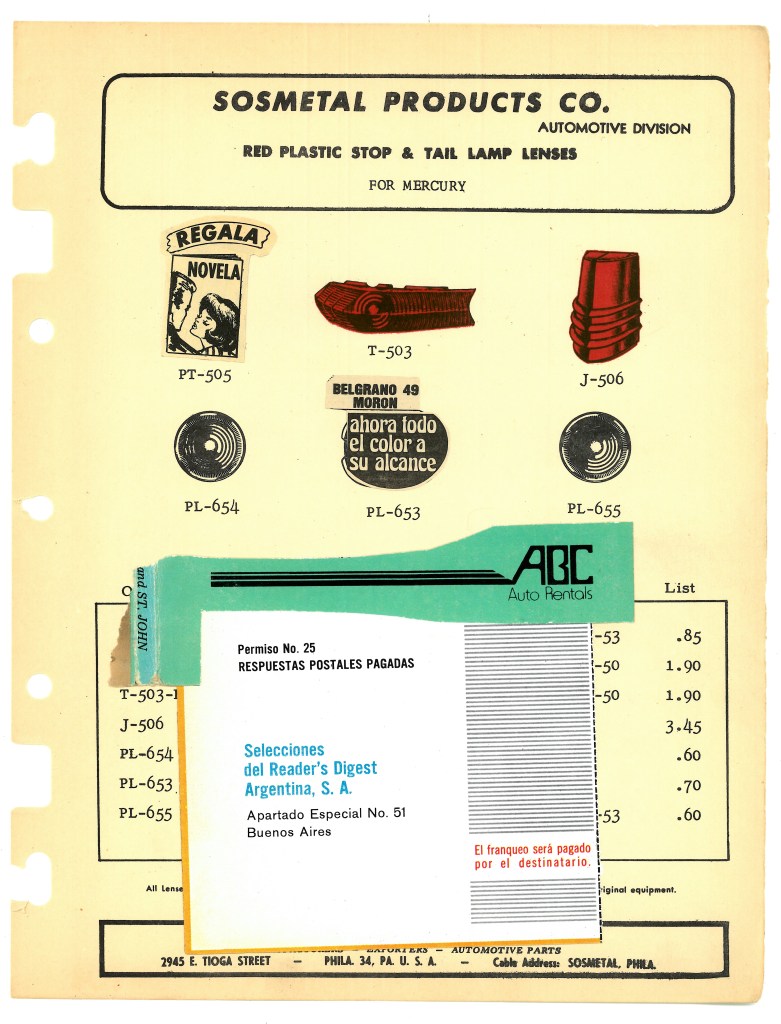 SOSMETAL PRODUCTS CO.
AUTOMOTIVE DIVISION
RED PLASTIC STOP & TAIL LAMP LENSES
FOR MERCURY
REGALA
NOVELA
PT-505
T-503
J-506
BELGRANO 49
MORON
ahora todo
el color a
su alcance
PL-654
PL-653
PL-655
ABC
Auto Rentals
List
and ST. JOHN
-53 .85
-50 1.90
T-503- -50 1.90
J-506 3.45
PL-654 .60
PL-653 .70
PL-655 -53 .60
Permiso No. 25
RESPUESTAS POSTALES PAGADAS
Selecciones
del Reader's Digest
Argentina, S. A.
Apartado Especial No. 51
Buenos Aires
El franqueo será pagado
por el destinatario.
All Lense iginal equipment.
EXPORTERS — AUTOMOTIVE PARTS
2945 E. TIOGA STREET — PHILA. 34, PA. U. S. A. — Cable Address: SOSMETAL, PHILA.